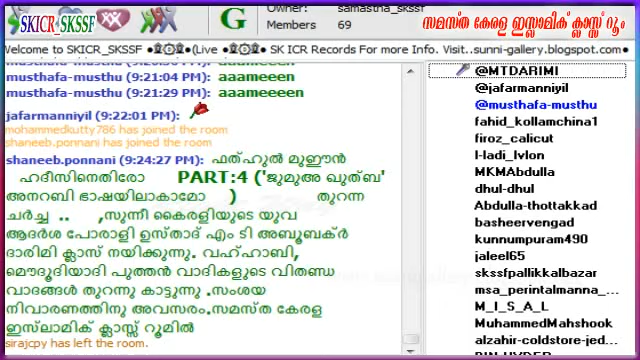 SKICR_SKSSF
G
Owner: samastha_skssf
Members 69
സമസ്ത കേരള ഇസ്ലാമിക് ക്ലാസ്സ് റൂം
Welcome to SKICR_SKSSF (Live SK ICR Records For more Info. Visit..sunni-gallery.blogspot.com
musthafa-musthu aaameeeen
musthafa-musthu (9:21:04 PM): aaameeeen
musthafa-musthu (9:21:29 PM): aaameeeen
jafarmanniyil (9:22:01 PM):
mohammedkutty786 has joined the room
shaneeb.ponnani has joined the room
shaneeb.ponnani (9:24:27 PM): ഫത്ഹുൽ മുഈൻ
ഹദീസിനെതിരോ PART:4 ('ജുമുഅ ഖുത്ബ'
അനറബി ഭാഷയിലാകാമോ ) തുറന്ന
ചർച്ച .. ,സുന്നീ കൈരളിയുടെ യുവ
ആദർശ പോരാളി ഉസ്താദ് എം ടി അബൂബക്ർ
ദാരിമി ക്ലാസ് നയിക്കുന്നു. വഹ്ഹാബി,
മൌദൂദിയാദി പുത്തൻ വാദികളുടെ വിതണ്ഡ
വാദങ്ങൾ തുറന്നു കാട്ടുന്നു .സംശയ
നിവാരണത്തിനു അവസരം.സമസ്ത കേരള
ഇസ്ലാമിക് ക്ലാസ്സ് റൂമിൽ
sirajcpy has left the room.
@MTDARIMI
@jafarmanniyil
@musthafa-musthu
fahid_kollamchina1
firoz_calicut
I-ladi_lvlon
MKMAbdulla
dhul-dhul
Abdulla-thottakkad
basheervengad
kunnumpuram490
jaleel65
skssfpallikkalbazar
msa_perintalmanna_...
M_I_S_A_L
MuhammedMahshook
alzahir-coldstore-jed...